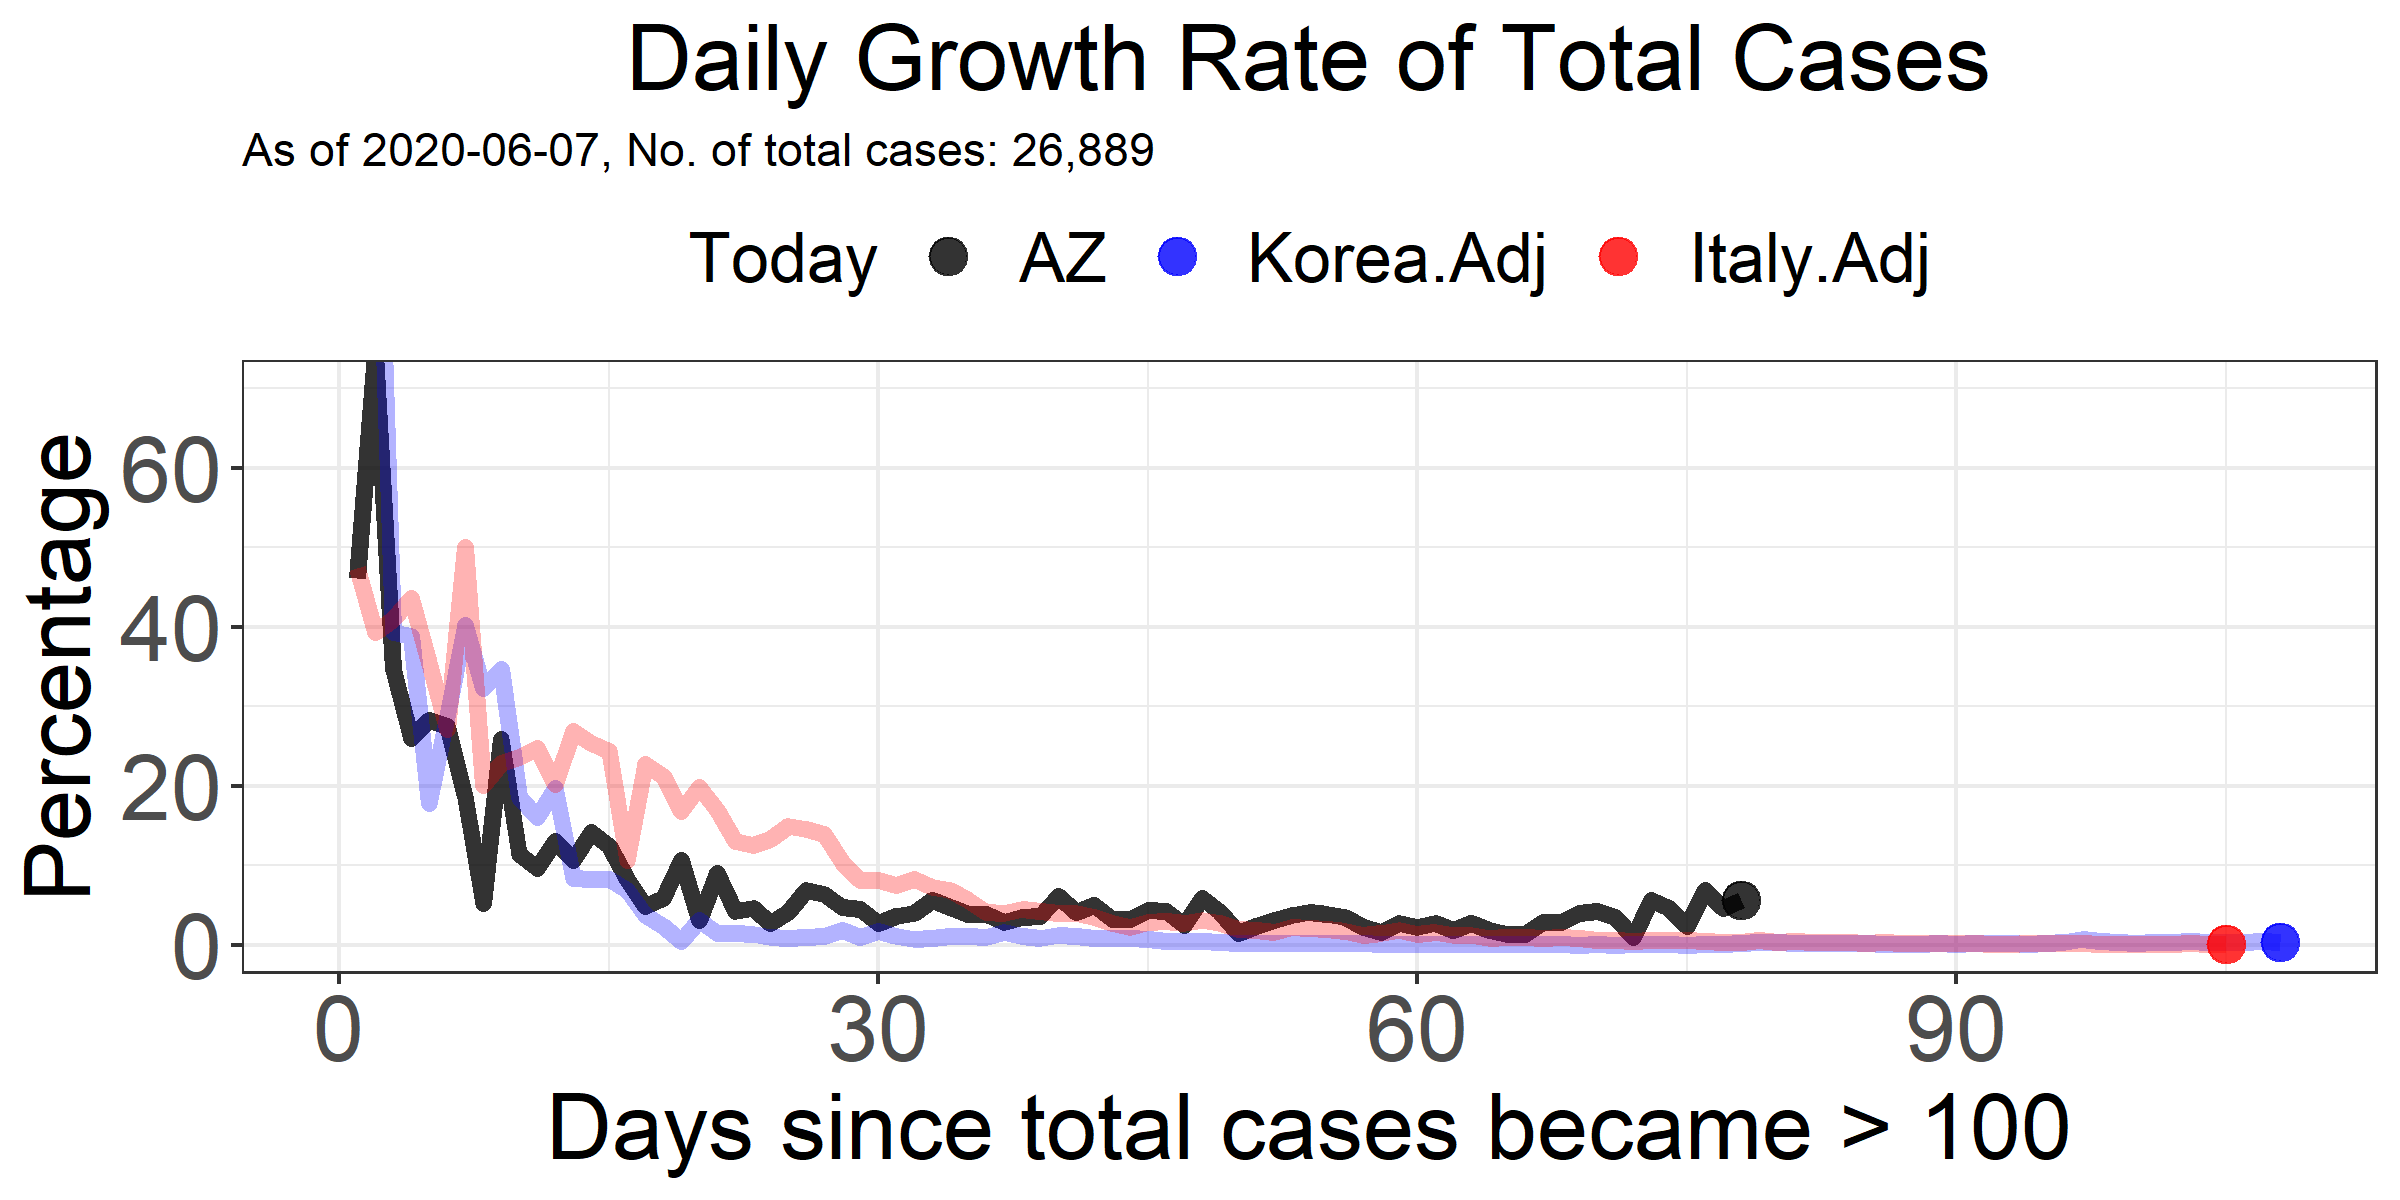 Daily Growth Rate of Total Cases
As of 2020-06-07, No. of total cases: 26,889
Today AZ Korea.Adj Italy.Adj
Percentage
60
40
20
0
0 30 60 90
Days since total cases became > 100